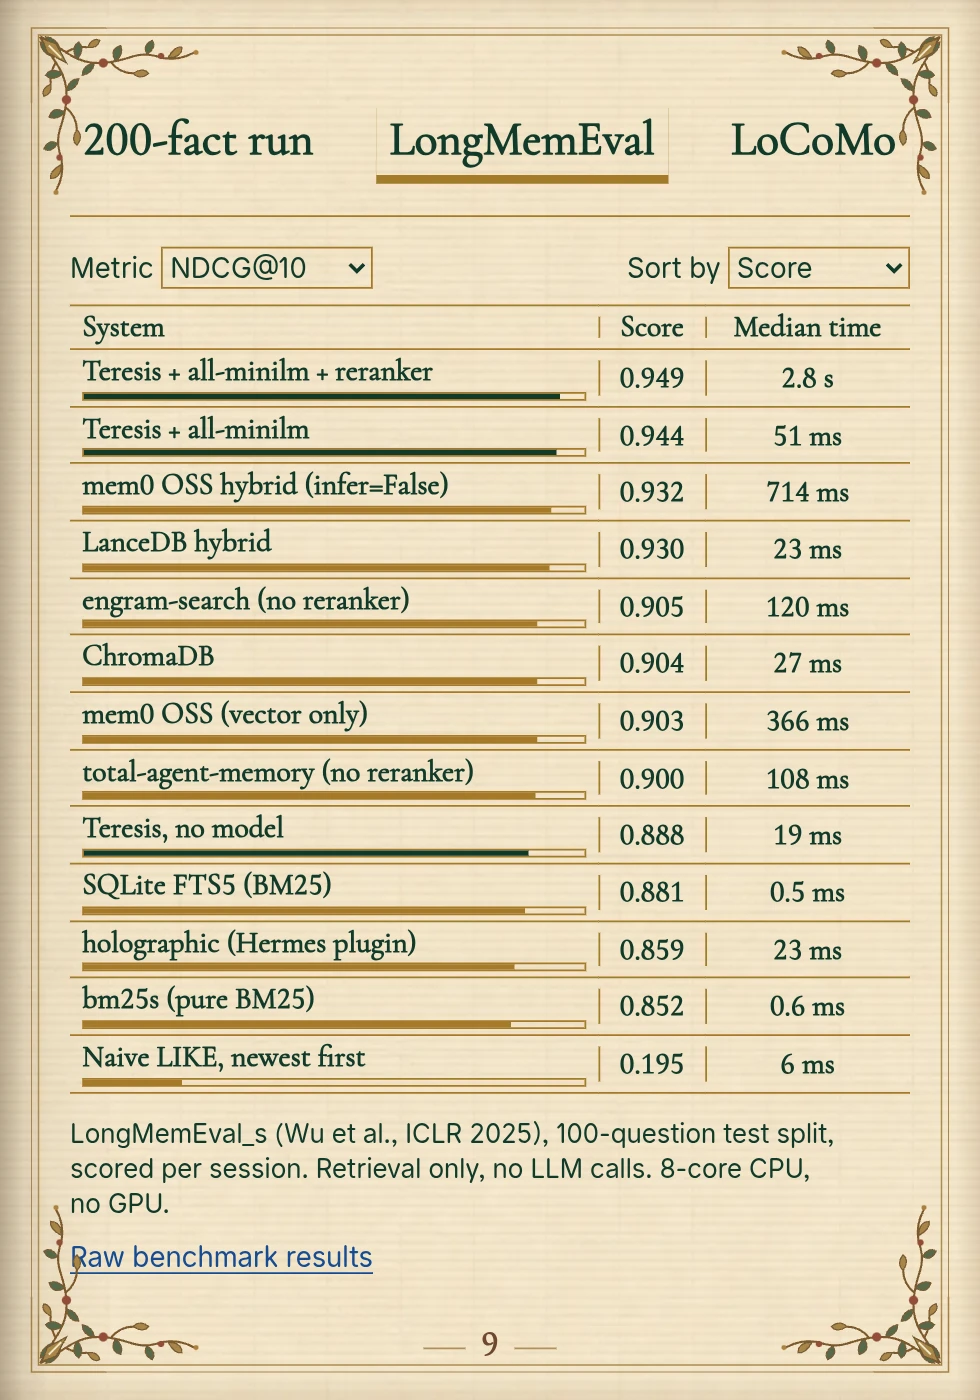 200-fact run LongMemEval LoCoMo
Metric NDCG@10 Sort by Score
System Score Median time
Teresis + all-minilm + reranker 0.949 2.8 s
Teresis + all-minilm 0.944 51 ms
mem0 OSS hybrid (infer=False) 0.932 714 ms
LanceDB hybrid 0.930 23 ms
engram-search (no reranker) 0.905 120 ms
ChromaDB 0.904 27 ms
mem0 OSS (vector only) 0.903 366 ms
total-agent-memory (no reranker) 0.900 108 ms
Teresis, no model 0.888 19 ms
SQLite FTS5 (BM25) 0.881 0.5 ms
holographic (Hermes plugin) 0.859 23 ms
bm25s (pure BM25) 0.852 0.6 ms
Naive LIKE, newest first 0.195 6 ms
LongMemEval_s (Wu et al., ICLR 2025), 100-question test split,
scored per session. Retrieval only, no LLM calls. 8-core CPU,
no GPU.
Raw benchmark results
9